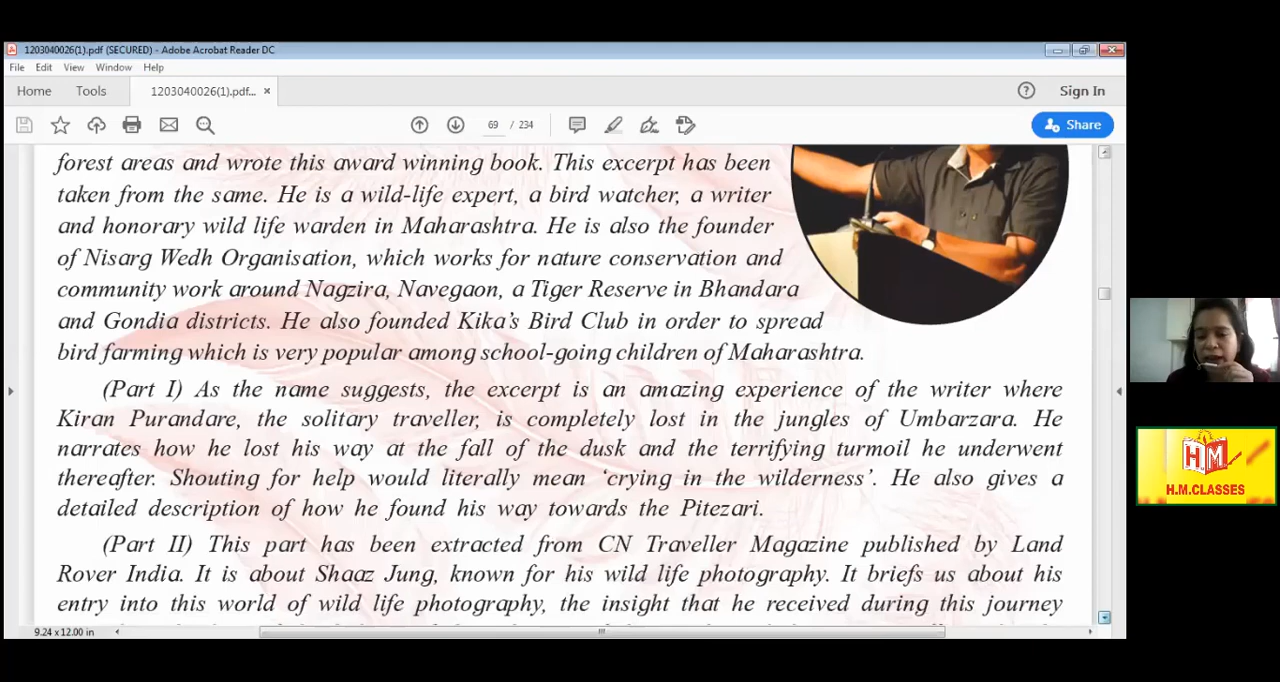 1203040026(1).pdf (SECURED) - Adobe Acrobat Reader DC
File Edit View Window Help
Home Tools 1203040026(1).pdf... × ? Sign In
69 / 234 Share
forest areas and wrote this award winning book. This excerpt has been
taken from the same. He is a wild-life expert, a bird watcher, a writer
and honorary wild life warden in Maharashtra. He is also the founder
of Nisarg Wedh Organisation, which works for nature conservation and
community work around Nagzira, Navegaon, a Tiger Reserve in Bhandara
and Gondia districts. He also founded Kika's Bird Club in order to spread
bird farming which is very popular among school-going children of Maharashtra.
(Part I) As the name suggests, the excerpt is an amazing experience of the writer where
Kiran Purandare, the solitary traveller, is completely lost in the jungles of Umbarzara. He
narrates how he lost his way at the fall of the dusk and the terrifying turmoil he underwent
thereafter. Shouting for help would literally mean 'crying in the wilderness'. He also gives a
detailed description of how he found his way towards the Pitezari.
(Part II) This part has been extracted from CN Traveller Magazine published by Land
Rover India. It is about Shaaz Jung, known for his wild life photography. It briefs us about his
entry into this world of wild life photography, the insight that he received during this journey
9.24 x 12.00 in
HM
H.M.CLASSES